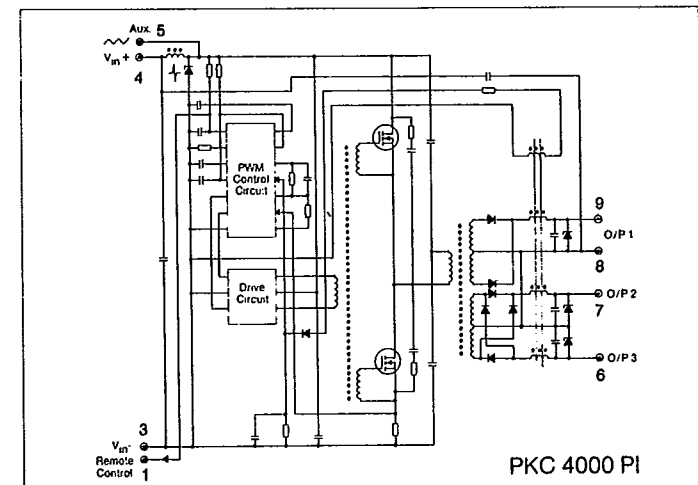 Aux. 5
Vin +
4
PWM
Control
Circuit
Drive
Circuit
9
O/P 1
8
O/P 2
7
O/P 3
6
3
Vin-
Remote
Control 1
PKC 4000 PI